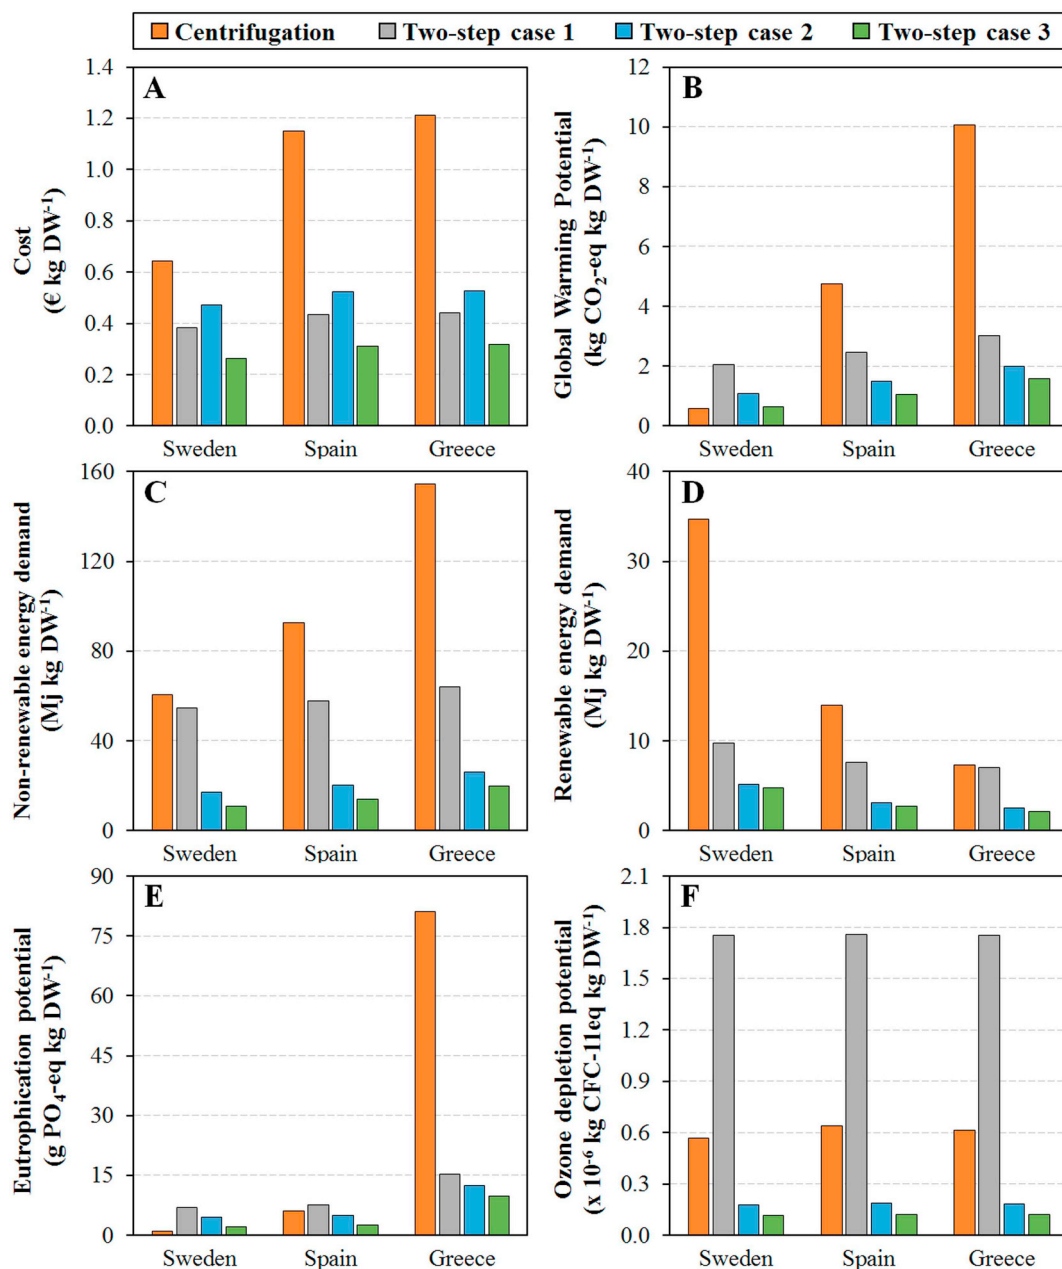 Centrifugation Two-step case 1 Two-step case 2 Two-step case 3
A
Cost
(€ kg DW⁻¹)
1.4
1.2
1.0
0.8
0.6
0.4
0.2
0.0
Sweden Spain Greece
B
Global Warming Potential
(kg CO₂-eq kg DW⁻¹)
12
10
8
6
4
2
0
Sweden Spain Greece
C
Non-renewable energy demand
(Mj kg DW⁻¹)
160
120
80
40
0
Sweden Spain Greece
D
Renewable energy demand
(Mj kg DW⁻¹)
40
30
20
10
0
Sweden Spain Greece
E
Eutrophication potential
(g PO₄-eq kg DW⁻¹)
90
75
60
45
30
15
0
Sweden Spain Greece
F
Ozone depletion potential
(x 10⁻⁶ kg CFC-11eq kg DW⁻¹)
2.1
1.8
1.5
1.2
0.9
0.6
0.3
0.0
Sweden Spain Greece